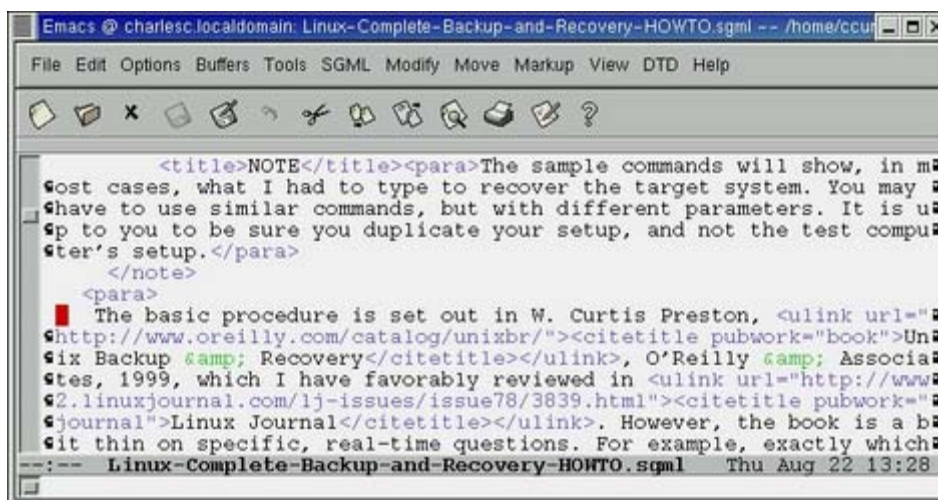 Emacs @ charlesc.localdomain: Linux-Complete-Backup-and-Recovery-HOWTO.sgml -- /home/ccur
File Edit Options Buffers Tools SGML Modify Move Markup View DTD Help
<title>NOTE</title><para>The sample commands will show, in m
ost cases, what I had to type to recover the target system. You may
have to use similar commands, but with different parameters. It is u
p to you to be sure you duplicate your setup, and not the test compu
ter's setup.</para>
</note>
<para>
The basic procedure is set out in W. Curtis Preston, <ulink url="
http://www.oreilly.com/catalog/unixbr/"><citetitle pubwork="book">Un
ix Backup &amp; Recovery</citetitle></ulink>, O'Reilly &amp; Associa
tes, 1999, which I have favorably reviewed in <ulink url="http://www
2.linuxjournal.com/lj-issues/issue78/3839.html"><citetitle pubwork="
journal">Linux Journal</citetitle></ulink>. However, the book is a b
it thin on specific, real-time questions. For example, exactly which
--:-- Linux-Complete-Backup-and-Recovery-HOWTO.sgml Thu Aug 22 13:28